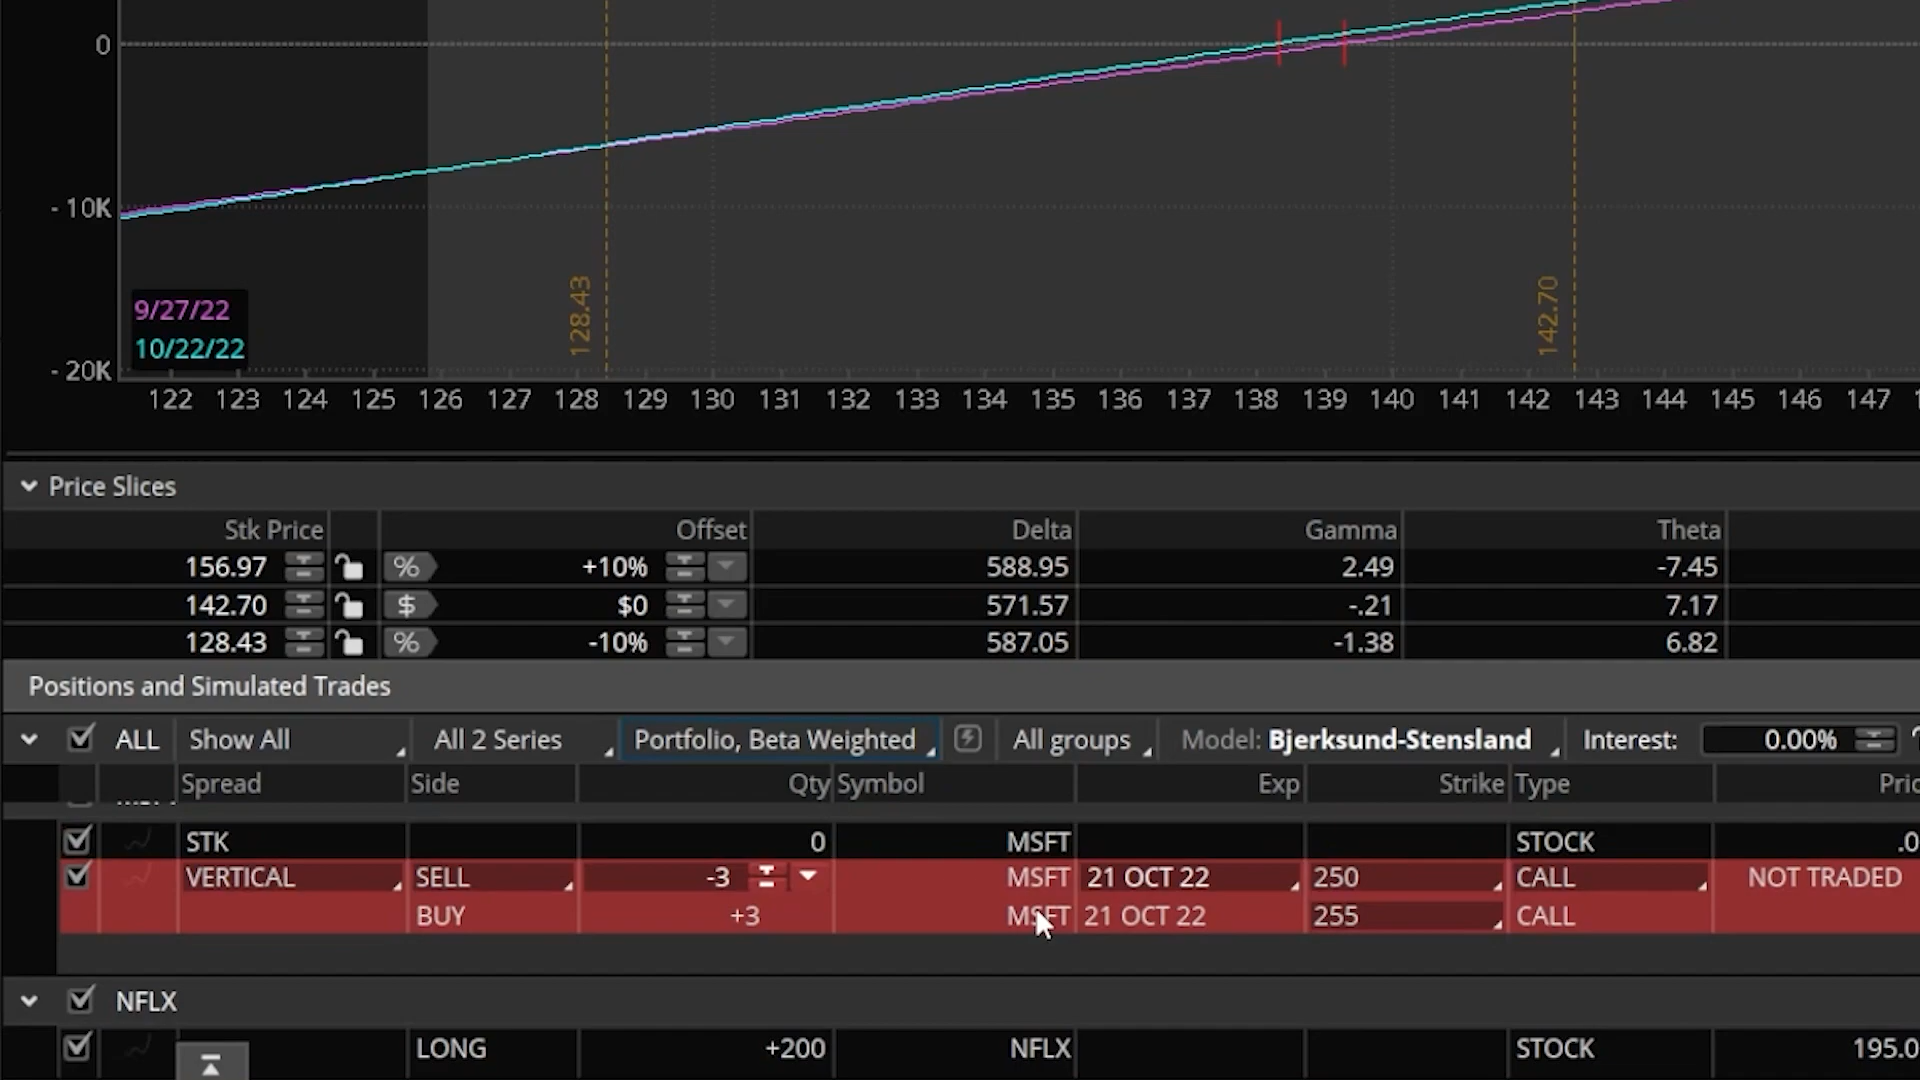 0
- 10K
128.43
142.70
9/27/22
10/22/22
- 20K
122 123 124 125 126 127 128 129 130 131 132 133 134 135 136 137 138 139 140 141 142 143 144 145 146 147
Price Slices
Stk Price Offset Delta Gamma Theta
156.97 % +10% 588.95 2.49 -7.45
142.70 $ $0 571.57 -.21 7.17
128.43 % -10% 587.05 -1.38 6.82
Positions and Simulated Trades
ALL Show All All 2 Series Portfolio, Beta Weighted All groups Model: Bjerksund-Stensland Interest: 0.00%
Spread Side Qty Symbol Exp Strike Type
STK 0 MSFT STOCK .0
VERTICAL SELL -3 MSFT 21 OCT 22 250 CALL NOT TRADED
BUY +3 MSFT 21 OCT 22 255 CALL
NFLX
LONG +200 NFLX STOCK 195.0